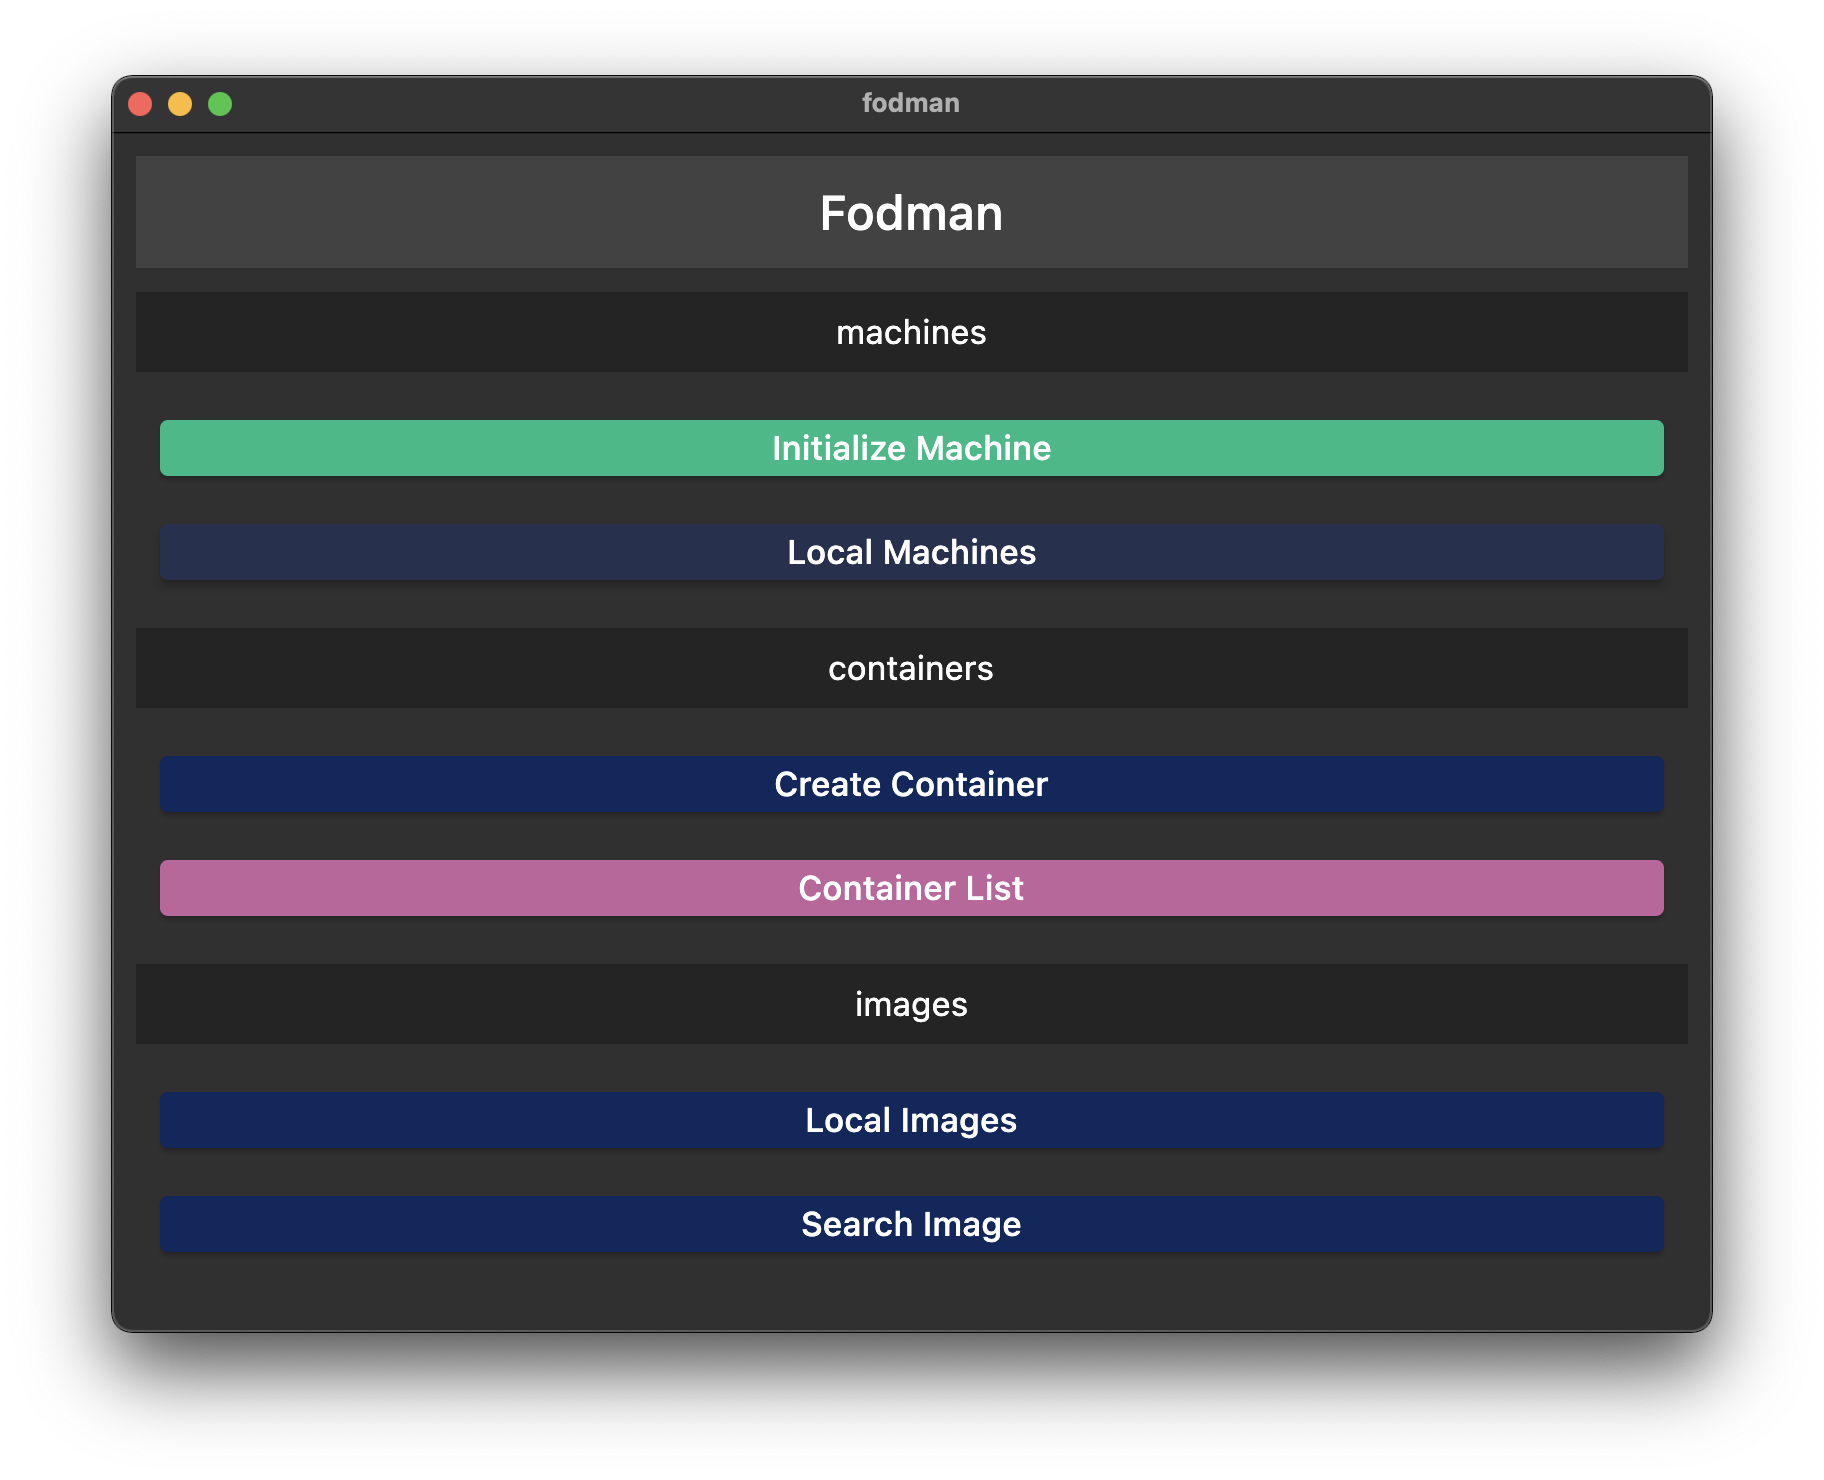 fodman
Fodman
machines
Initialize Machine
Local Machines
containers
Create Container
Container List
images
Local Images
Search Image